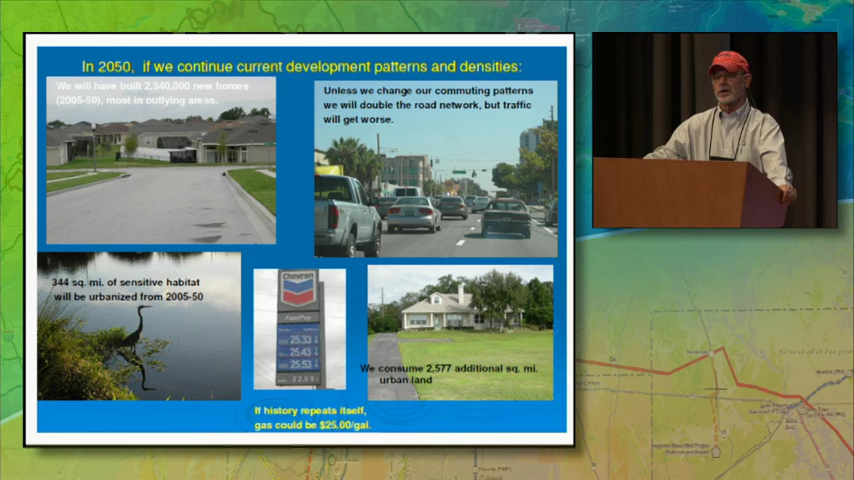 In 2050, if we continue current development patterns and densities:
We will have built 2,340,000 new homes
(2005-50), most in outlying areas.
Unless we change our commuting patterns
we will double the road network, but traffic
will get worse.
344 sq. mi. of sensitive habitat
will be urbanized from 2005-50
Chevron
FastPay
25.33
25.43
25.53
We consume 2,577 additional sq. mi.
urban land
If history repeats itself,
gas could be $25.00/gal.